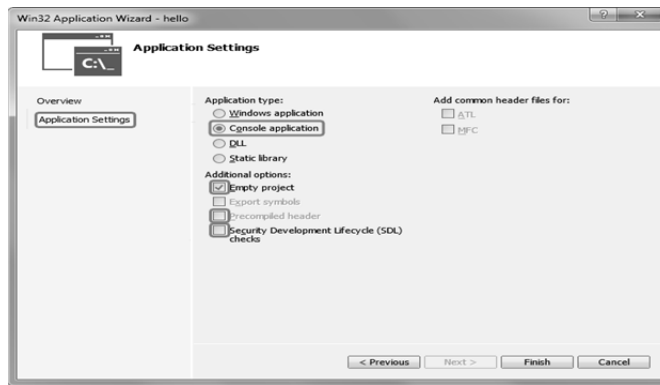 Win32 Application Wizard - hello
C:\_
Application Settings
Overview
Application Settings
Application type:
Windows application
Console application
DLL
Static library
Additional options:
Empty project
Export symbols
Precompiled header
Security Development Lifecycle (SDL)
checks
Add common header files for:
ATL
MFC
< Previous
Next >
Finish
Cancel